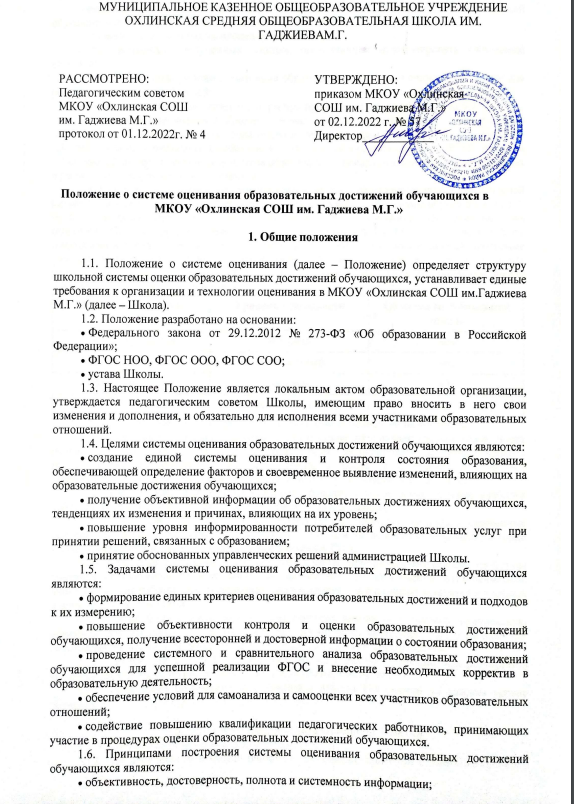 МУНИЦИПАЛЬНОЕ КАЗЕННОЕ ОБЩЕОБРАЗОВАТЕЛЬНОЕ УЧРЕЖДЕНИЕ
ОХЛИНСКАЯ СРЕДНЯЯ ОБЩЕОБРАЗОВАТЕЛЬНАЯ ШКОЛА ИМ.
ГАДЖИЕВАМ.Г.
РАССМОТРЕНО:
Педагогическим советом
МКОУ «Охлинская СОШ
им. Гаджиева М.Г.»
протокол от 01.12.2022г. № 4
УТВЕРЖДЕНО:
приказом МКОУ «Охлинская
СОШ им. Гаджиева М.Г.»
от 02.12.2022 г. № 57
Директор
МКОУ
Положение о системе оценивания образовательных достижений обучающихся в
МКОУ «Охлинская СОШ им. Гаджиева М.Г.»
1. Общие положения
1.1. Положение о системе оценивания (далее – Положение) определяет структуру
школьной системы оценки образовательных достижений обучающихся, устанавливает единые
требования к организации и технологии оценивания в МКОУ «Охлинская СОШ им.Гаджиева
М.Г.» (далее – Школа).
1.2. Положение разработано на основании:
• Федерального закона от 29.12.2012 № 273-ФЗ «Об образовании в Российской
Федерации»;
• ФГОС НОО, ФГОС ООО, ФГОС СОО;
• устава Школы.
1.3. Настоящее Положение является локальным актом образовательной организации,
утверждается педагогическим советом Школы, имеющим право вносить в него свои
изменения и дополнения, и обязательно для исполнения всеми участниками образовательных
отношений.
1.4. Целями системы оценивания образовательных достижений обучающихся являются:
• создание единой системы оценивания и контроля состояния образования,
обеспечивающей определение факторов и своевременное выявление изменений, влияющих на
образовательные достижения обучающихся;
• получение объективной информации об образовательных достижениях обучающихся,
тенденциях их изменения и причинах, влияющих на их уровень;
• повышение уровня информированности потребителей образовательных услуг при
принятии решений, связанных с образованием;
• принятие обоснованных управленческих решений администрацией Школы.
1.5. Задачами системы оценивания образовательных достижений обучающихся
являются:
• формирование единых критериев оценивания образовательных достижений и подходов
к их измерению;
• повышение объективности контроля и оценки образовательных достижений
обучающихся, получение всесторонней и достоверной информации о состоянии образования;
• проведение системного и сравнительного анализа образовательных достижений
обучающихся для успешной реализации ФГОС и внесение необходимых корректив в
образовательную деятельность;
• обеспечение условий для самоанализа и самооценки всех участников образовательных
отношений;
• содействие повышению квалификации педагогических работников, принимающих
участие в процедурах оценки образовательных достижений обучающихся.
1.6. Принципами построения системы оценивания образовательных достижений
обучающихся являются:
• объективность, достоверность, полнота и системность информации;